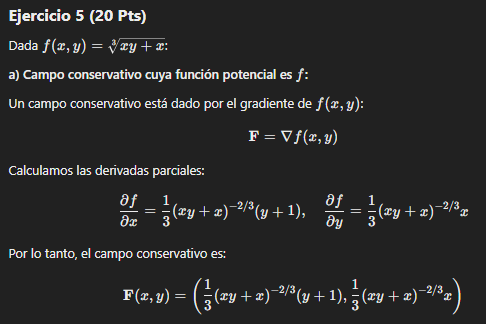 Ejercicio 5 (20 Pts)
Dada $f(x, y) = \sqrt[3]{xy + x}$:
a) Campo conservativo cuya función potencial es $f$:
Un campo conservativo está dado por el gradiente de $f(x, y)$:
$\mathbf{F} = \nabla f(x, y)$
Calculamos las derivadas parciales:
$\frac{\partial f}{\partial x} = \frac{1}{3}(xy + x)^{-2/3}(y + 1), \quad \frac{\partial f}{\partial y} = \frac{1}{3}(xy + x)^{-2/3}x$
Por lo tanto, el campo conservativo es:
$\mathbf{F}(x, y) = \left( \frac{1}{3}(xy + x)^{-2/3}(y + 1), \frac{1}{3}(xy + x)^{-2/3}x \right)$